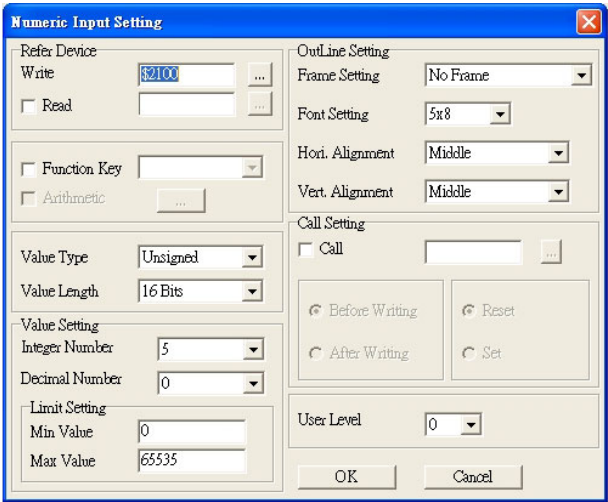 Numeric Input Setting
Refer Device
Write $2100 ...
Read ...
Function Key
Arithmetic ...
Value Type Unsigned
Value Length 16 Bits
Value Setting
Integer Number 5
Decimal Number 0
Limit Setting
Min Value 0
Max Value 65535
OutLine Setting
Frame Setting No Frame
Font Setting 5x8
Hori. Alignment Middle
Vert. Alignment Middle
Call Setting
Call ...
Before Writing Reset
After Writing Set
User Level 0
OK Cancel